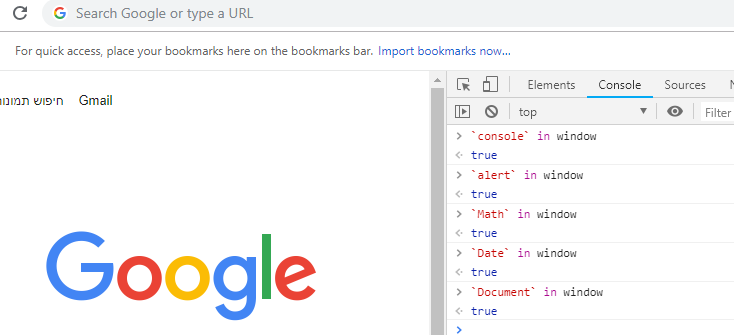 Search Google or type a URL
For quick access, place your bookmarks here on the bookmarks bar. Import bookmarks now...
Elements Console Sources
top Filter
חיפוש תמונות Gmail
Google
> `console` in window
true
> `alert` in window
true
> `Math` in window
true
> `Date` in window
true
> `Document` in window
true
>